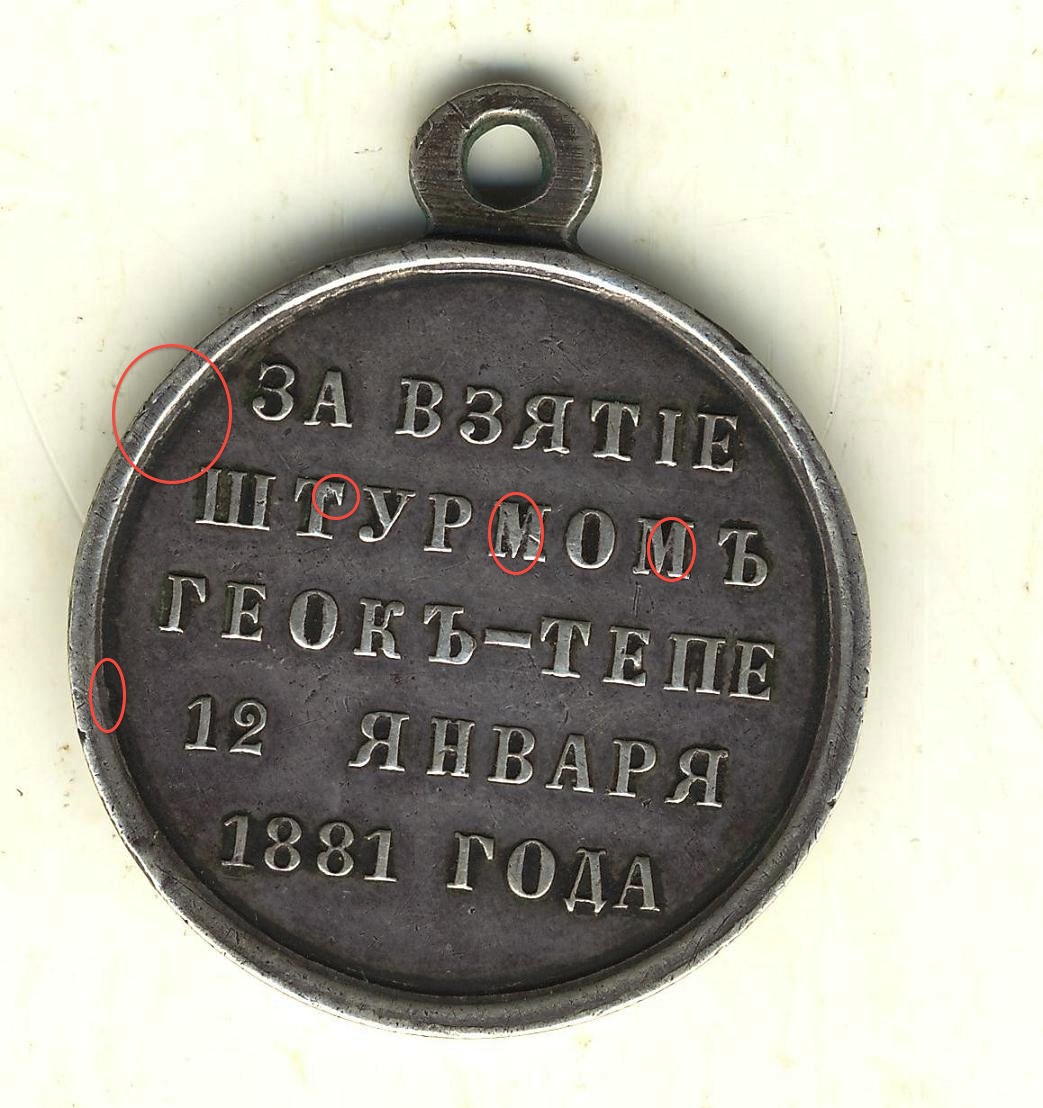 ЗА ВЗЯТІЕ
ШТУРМОМЪ
ГЕОКЪ-ТЕПЕ
12 ЯНВАРЯ
1881 ГОДА